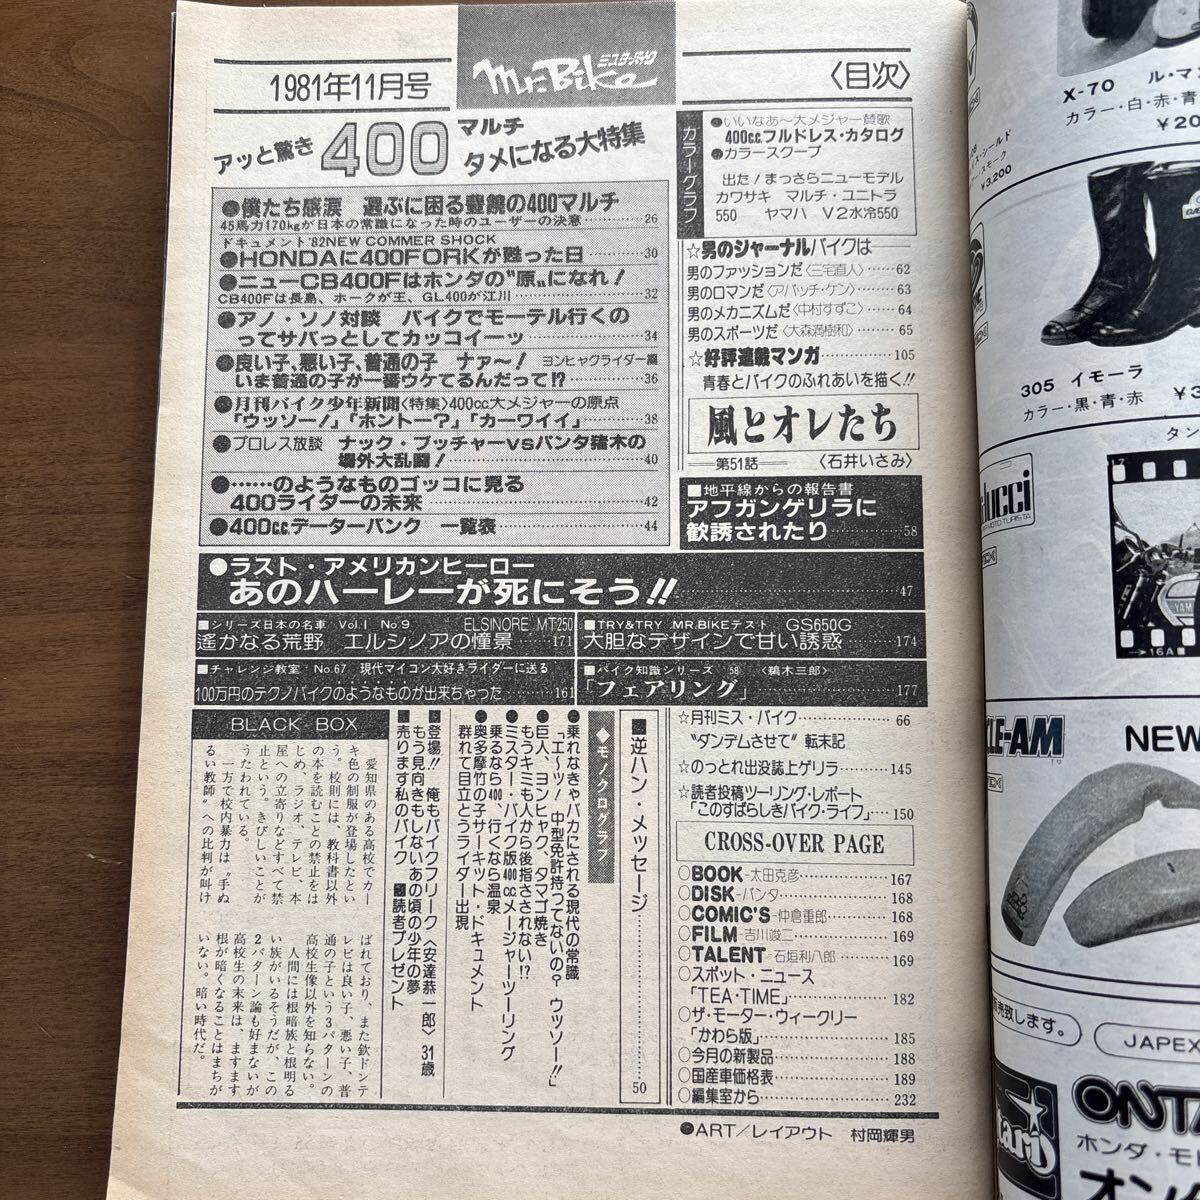 1981年11月号
ミスター・バイク
Mr.Bike
〈目次〉
アッと驚き400マルチ
タメになる大特集
●僕たち感涙　選ぶに困る豊饒の400マルチ
45馬力170kgが日本の常識になった時のユーザーの決意……26
ドキュメント'82NEW COMMER SHOCK
●HONDAに400FORKが甦った日……30
●ニューCB400Fはホンダの〝原〟になれ！
CB400Fは長島、ホークが王、GL400が江川……32
●アノ・ソノ対談　バイクでモーテル行くの
ってサバっとしてカッコイーッ……34
●良い子、悪い子、普通の子　ナァ〜！　ヨンヒャクライダー編
いま普通の子が一番ウケてるんだって!?……36
●月刊バイク少年新聞〈特集〉400cc大メジャーの原点
「ウッソー！」「ホントー？」「カーワイイ」……38
●プロレス放談　ナック・ブッチャーvsバンタ猪木の
場外大乱闘！……40
●……のようなものゴッコに見る
400ライダーの未来……42
●400c.c.データーバンク　一覧表……44
カラーグラフ
●いいなあ〜大メジャー賛歌
400c.c.フルドレス・カタログ
●カラースクープ
出た！まっさらニューモデル
カワサキ　マルチ・ユニトラ
550　ヤマハ　V2水冷550
☆男のジャーナルバイクは
男のファッションだ〈三宅直人〉……62
男のロマンだ〈アパッチ・ケン〉……63
男のメカニズムだ〈中村すずこ〉……64
男のスポーツだ〈大森満樹和〉……65
☆好評連載マンガ……105
青春とバイクのふれあいを描く!!
風とオレたち
第51話　〈石井いさみ〉
■地平線からの報告書
アフガンゲリラに
歓誘されたり……58
●ラスト・アメリカンヒーロー
あのハーレーが死にそう!!……47
■シリーズ日本の名車　Vol.1　No.9　ELSINORE MT250
遙かなる荒野　エルシノアの憧景……171
■TRY&TRY　MR.BIKEテスト　GS650G
大胆なデザインで甘い誘惑……174
■チャレンジ教室　No.67　現代マイコン大好きライダーに送る
100万円のテクノバイクのようなものが出来ちゃった……161
■バイク知識シリーズ　58　〈鵜木三郎〉
「フェアリング」……177
☆月刊ミス・バイク……66
〝タンデムさせて〟転末記
☆のっとれ出没誌上ゲリラ……145
☆読者投稿ツーリング・レポート
「このすばらしきバイク・ライフ」……150
CROSS-OVER PAGE
○BOOK-太田克彦……167
○DISK-パンタ……168
○COMIC'S-仲倉重郎……168
○FILM-吉川竣二……169
○TALENT-石垣利八郎……169
○スポット・ニュース
「TEA・TIME」……182
○ザ・モーター・ウィークリー
「かわら版」……185
○今月の新製品……188
○国産車価格表……189
○編集室から……232
■逆ハン・メッセージ……50
◆モノクログラフ
●乗れなきゃバカにされる現代の常識
「エ〜ッ！　中型免許持ってないの？　ウッソー!!」
●巨人、ヨンヒャク、タマゴ焼き
もうキミも人から後指さされない!?
●ミスター・バイク版400ccメージャーツーリング
乗るなら400、行くなら温泉
●奥多摩竹の子サーキット・ドキュメント
群れて目立とうライダー出現
■登場!!　俺もバイクフリーク〈安達恭一郎〉31歳
■もう見向きもしないあの頃の少年の夢
■売ります私のバイク　■読者プレゼント
BLACK BOX
愛知県のある高校でカー
キ色の制服が登場したとい
う。校則には、教科書以外
の本を読むことの禁止をは
じめ、ラジオ、テレビ、本
屋への立寄りなどすべて禁
止という。きびしいことが
うたわれている。
一方で校内暴力は〝手ぬ
るい教師〟への批判が叫け
ばれており、また欽ドンテ
レビは良い子、悪い子、普
通の子という3パターンの
高校生像以外を知らない。
人間には根暗族と根明る
い族がいるそうだが、この
2パターン論も好まないが
高校生の未来は、ますます
根が暗くなることはまちが
いない。暗い時代だ。
●ART／レイアウト　村岡輝男
X-70　ル・マ
カラー・白・赤・青
￥20
￥3,200
305　イモーラ
カラー・黒・青・赤
タン
ucci
→16A
CLE-AM
NEW
売致します。
JAPEX
ONTA
ホンダ・モ
オン